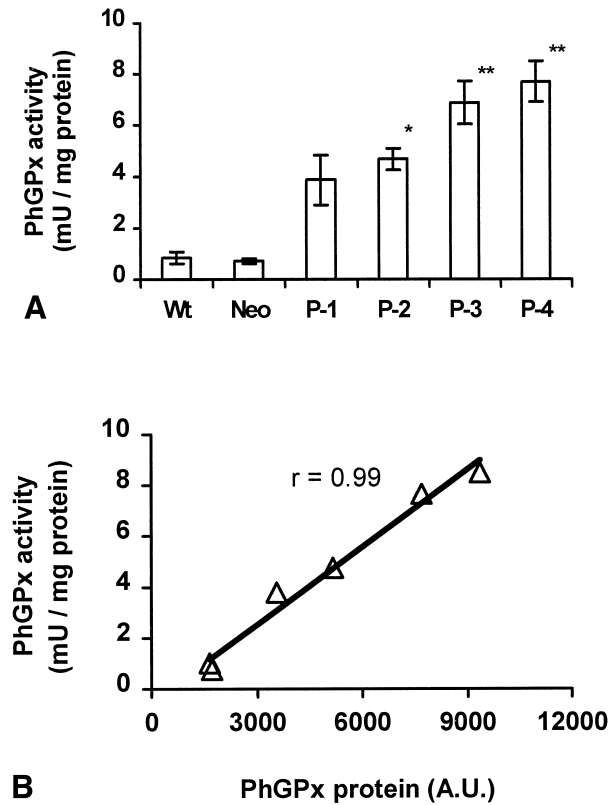 10
8
6
4
2
0
PhGPx activity
(mU / mg protein)
*
**
**
Wt Neo P-1 P-2 P-3 P-4
A
10
8
6
4
2
0
PhGPx activity
(mU / mg protein)
r = 0.99
0 3000 6000 9000 12000
PhGPx protein (A.U.)
B